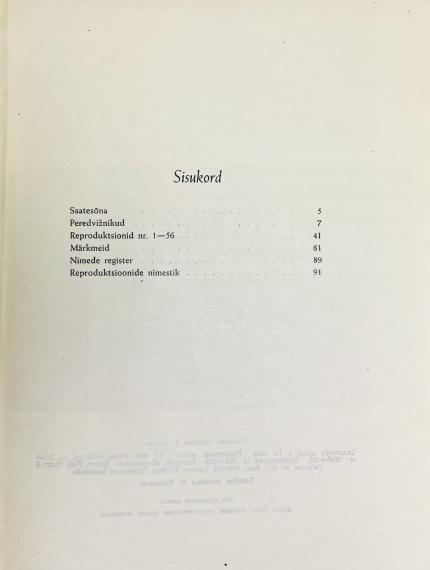 Sisukord
Saatesõna 5
Peredvižnikud 7
Reproduktsionid nr. 1—56 41
Märkmeid 81
Nimede register 89
Reproduktsioonide nimestik 91